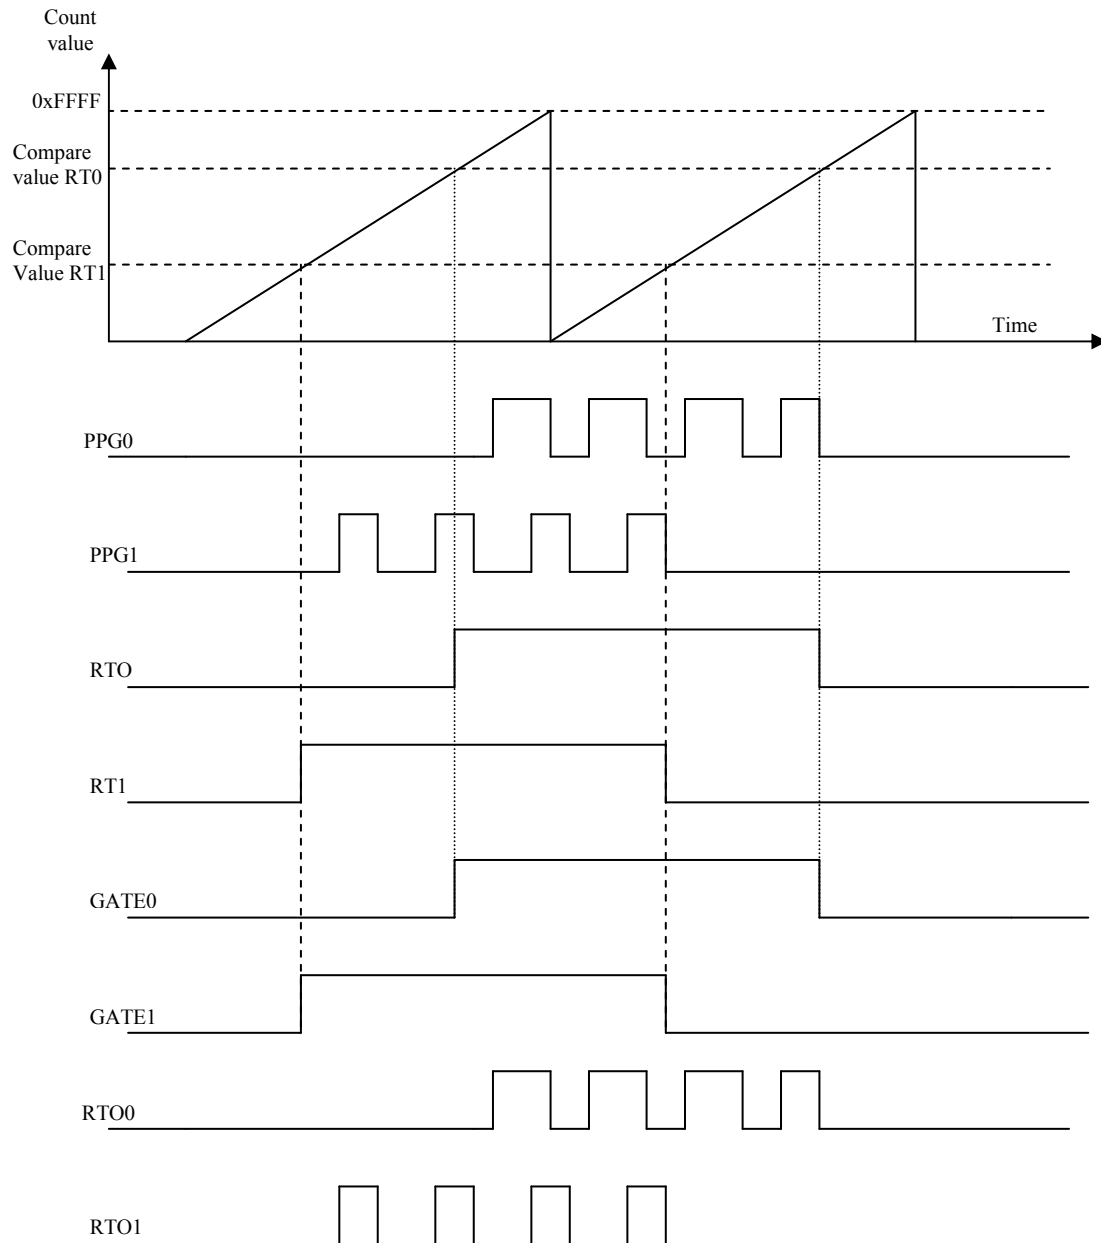 Count
value
0xFFFF
Compare
value RT0
Compare
Value RT1
Time
PPG0
PPG1
RTO
RT1
GATE0
GATE1
RTO0
RTO1